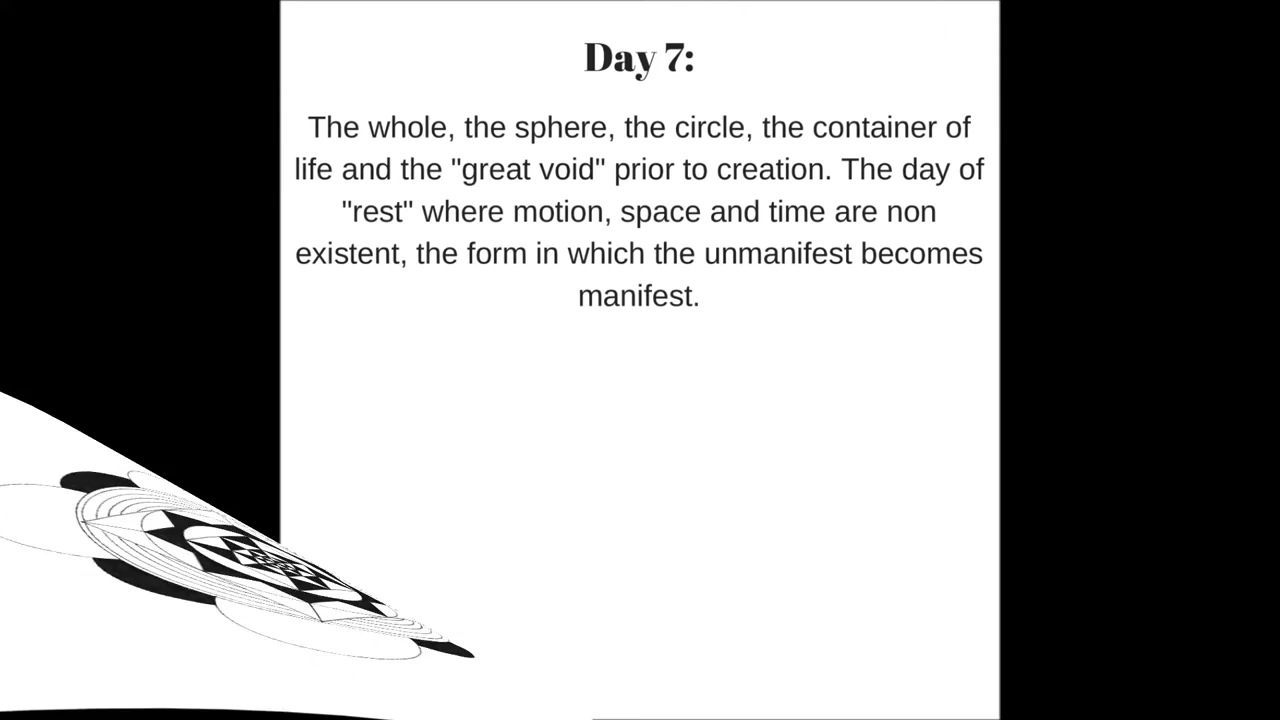 Day 7:
The whole, the sphere, the circle, the container of
life and the "great void" prior to creation. The day of
"rest" where motion, space and time are non
existent, the form in which the unmanifest becomes
manifest.